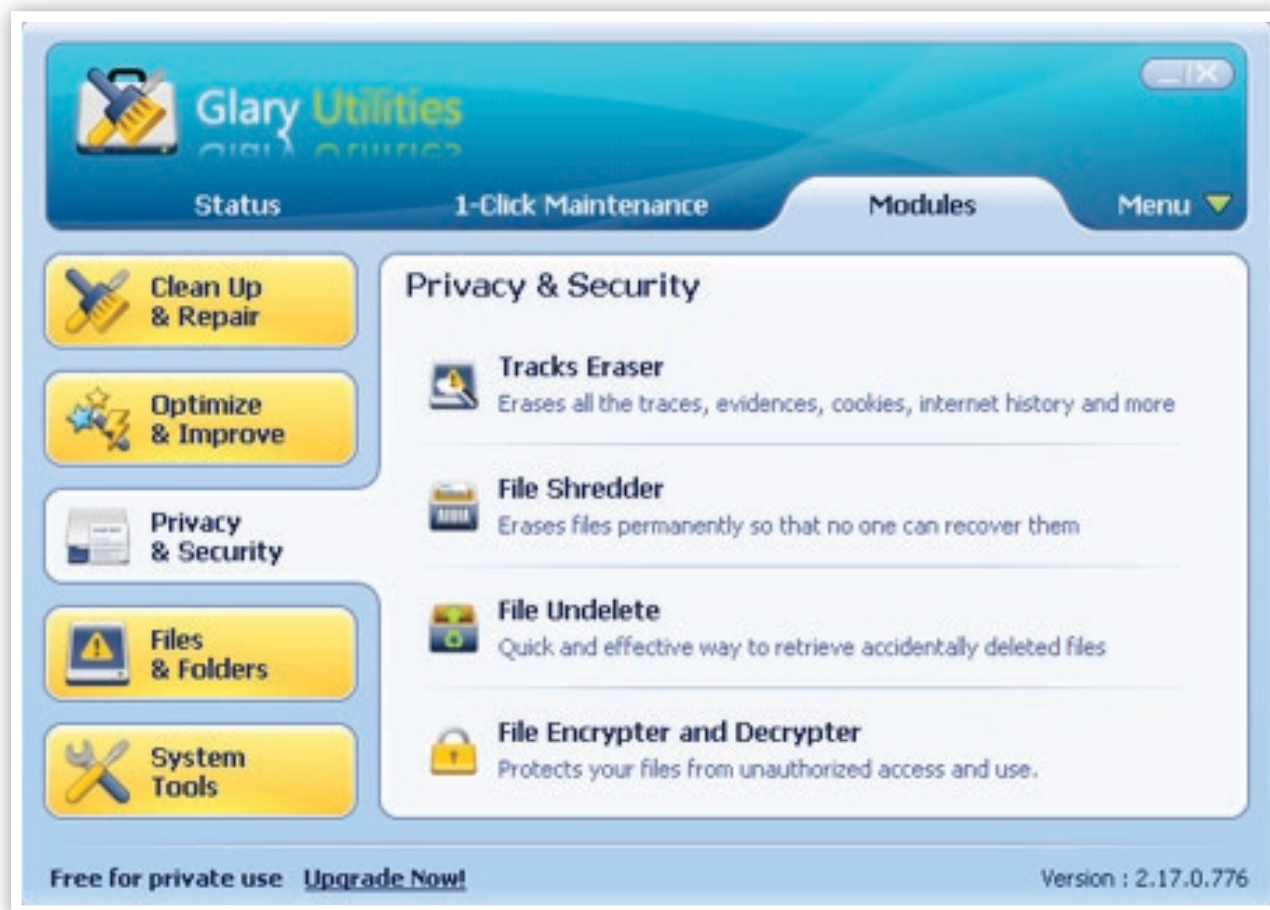 Glary Utilities
Status 1-Click Maintenance Modules Menu
Clean Up
& Repair
Optimize
& Improve
Privacy
& Security
Files
& Folders
System
Tools
Privacy & Security
Tracks Eraser
Erases all the traces, evidences, cookies, internet history and more
File Shredder
Erases files permanently so that no one can recover them
File Undelete
Quick and effective way to retrieve accidentally deleted files
File Encrypter and Decrypter
Protects your files from unauthorized access and use.
Free for private use Upgrade Now! Version : 2.17.0.776